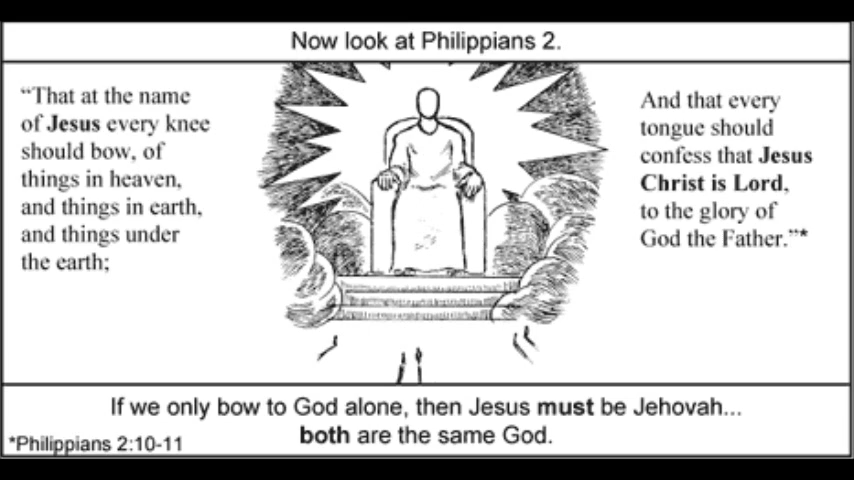 Now look at Philippians 2.
“That at the name
of Jesus every knee
should bow, of
things in heaven,
and things in earth,
and things under
the earth;
And that every
tongue should
confess that Jesus
Christ is Lord,
to the glory of
God the Father.”*
If we only bow to God alone, then Jesus must be Jehovah...
both are the same God.
*Philippians 2:10-11